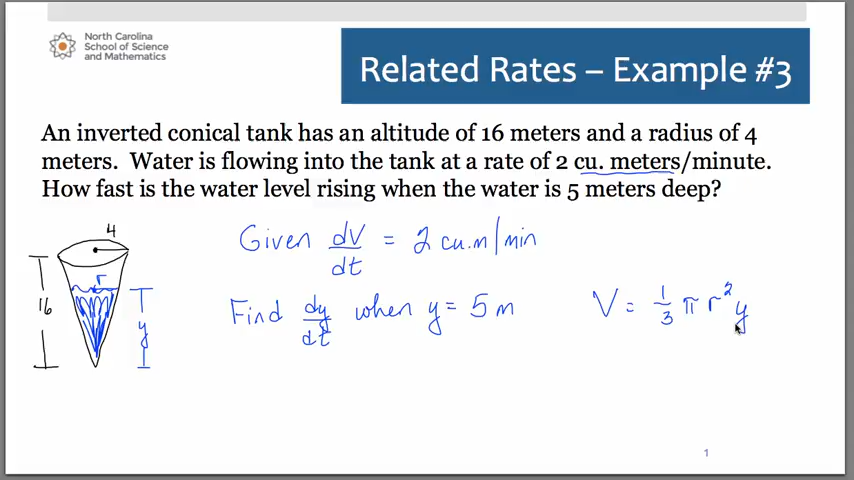 North Carolina
School of Science
and Mathematics
Related Rates – Example #3
An inverted conical tank has an altitude of 16 meters and a radius of 4
meters. Water is flowing into the tank at a rate of 2 cu. meters/minute.
How fast is the water level rising when the water is 5 meters deep?
4
r
16
y
Given dV/dt = 2 cu.m/min
Find dy/dt when y = 5 m
V = 1/3 π r² y
1